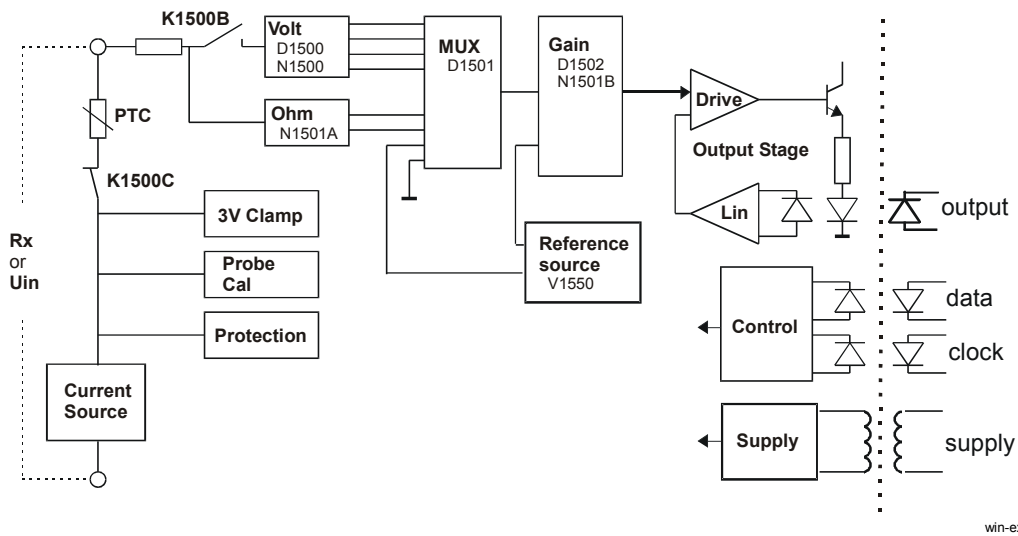 K1500B
Volt
D1500
N1500
MUX
D1501
Gain
D1502
N1501B
Drive
PTC
Ohm
N1501A
Output Stage
K1500C
3V Clamp
Lin
output
Rx
or
Uin
Probe
Cal
Reference
source
V1550
data
Control
Protection
clock
Current
Source
Supply
supply